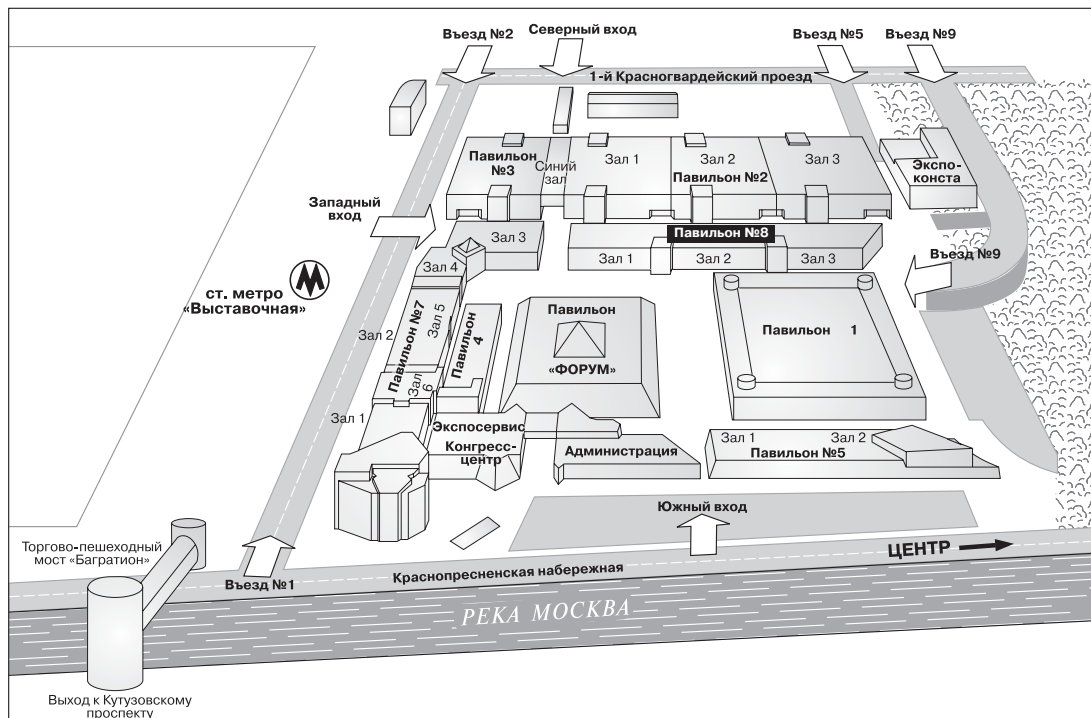 Въезд №2
Северный вход
Въезд №5
Въезд №9
1-й Красногвардейский проезд
Павильон
№3
Синий
зал
Зал 1
Зал 2
Павильон №2
Зал 3
Экспо-
конста
Западный
вход
Зал 3
Павильон №8
Зал 1
Зал 2
Зал 3
Въезд №9
Зал 4
М
ст. метро
«Выставочная»
Зал 2
Павильон №7
Зал 5
Зал 6
Зал 1
Павильон
4
Павильон
«ФОРУМ»
Павильон 1
Экспосервис
Конгресс-
центр
Администрация
Зал 1
Зал 2
Павильон №5
Южный вход
Торгово-пешеходный
мост «Багратион»
Въезд №1
Краснопресненская набережная
ЦЕНТР
РЕКА МОСКВА
Выход к Кутузовскому
проспекту